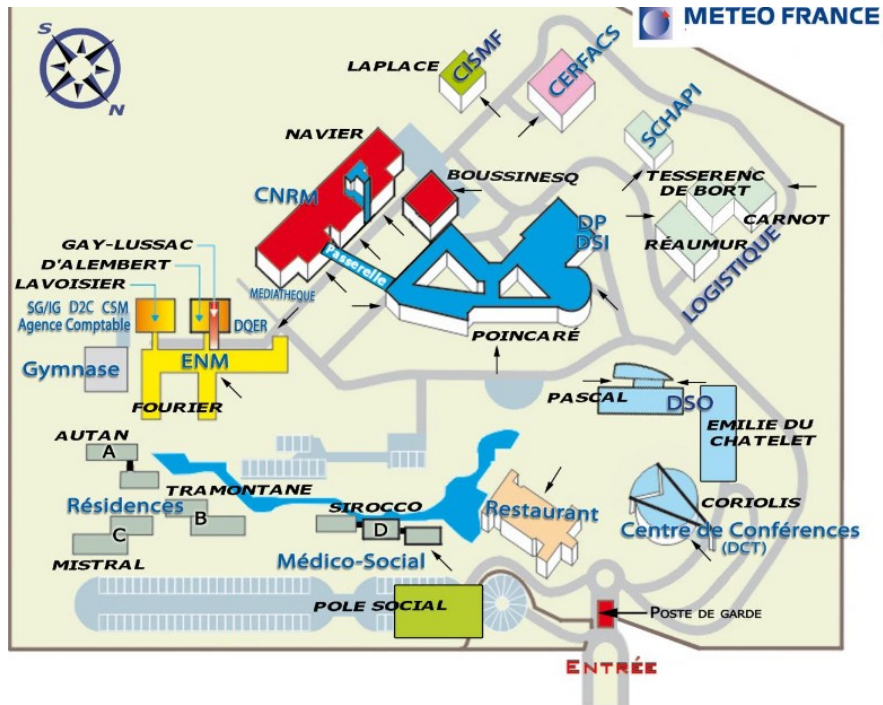 METEO FRANCE
S
N
LAPLACE
CISMF
CERFACS
SCHAPI
NAVIER
BOUSSINESQ
TESSERENC
DE BORT
CNRM
CARNOT
DP
DSI
RÉAUMUR
LOGISTIQUE
GAY-LUSSAC
D'ALEMBERT
LAVOISIER
Passerelle
MEDIATHEQUE
SG/IG D2C CSM
Agence Comptable
DQER
POINCARÉ
Gymnase
ENM
FOURIER
PASCAL
DSO
EMILIE DU
CHATELET
AUTAN
A
Résidences
TRAMONTANE
B
C
MISTRAL
SIROCCO
D
Médico-Social
Restaurant
CORIOLIS
Centre de Conférences
(DCT)
POLE SOCIAL
POSTE DE GARDE
ENTRÉE